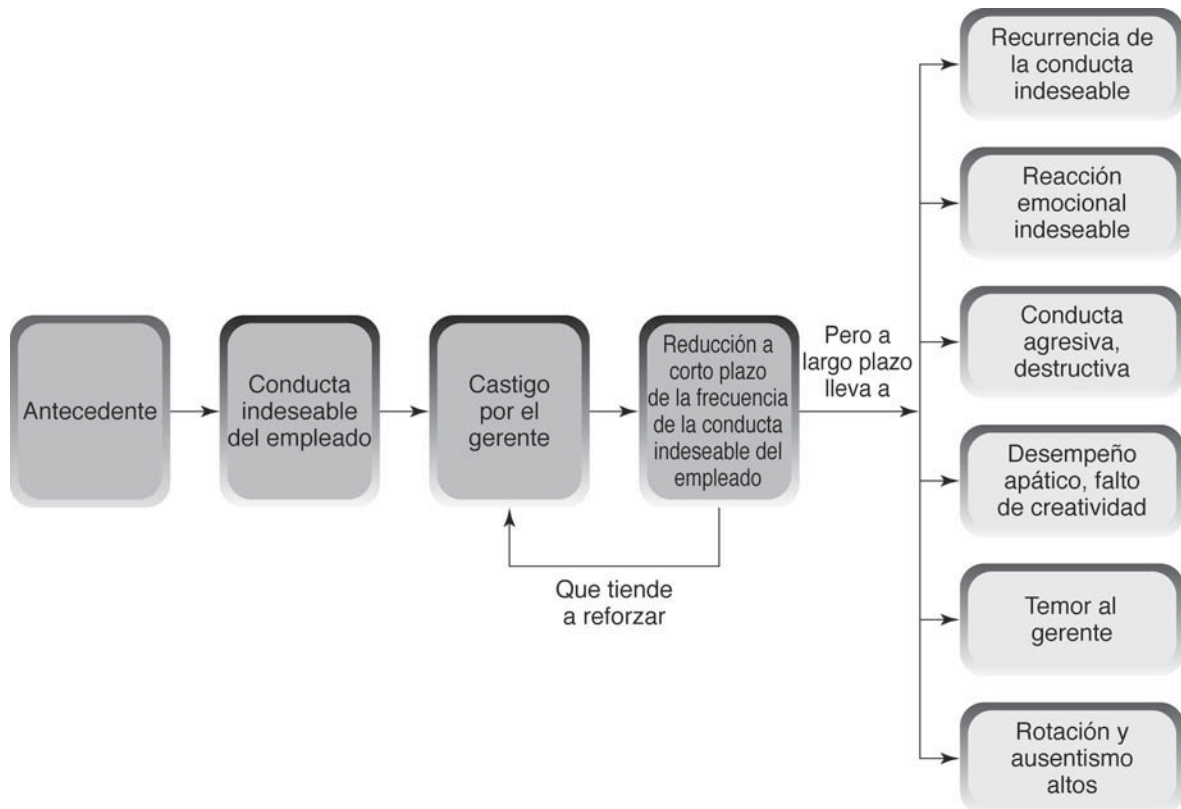 Antecedente
Conducta
indeseable
del empleado
Castigo
por el
gerente
Reducción a
corto plazo
de la frecuencia
de la conducta
indeseable del
empleado
Que tiende
a reforzar
Pero a
largo plazo
lleva a
Recurrencia de
la conducta
indeseable
Reacción
emocional
indeseable
Conducta
agresiva,
destructiva
Desempeño
apático, falto
de creatividad
Temor al
gerente
Rotación y
ausentismo
altos